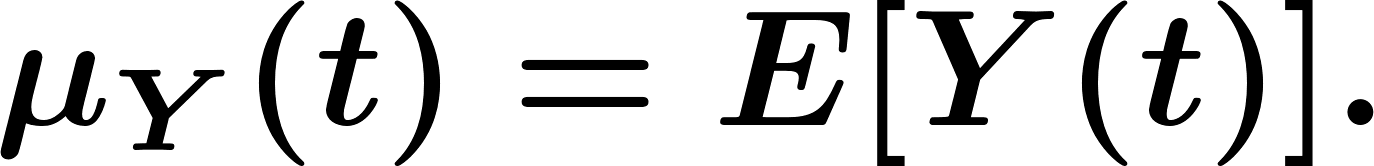 μ_Y(t) = E[Y(t)].